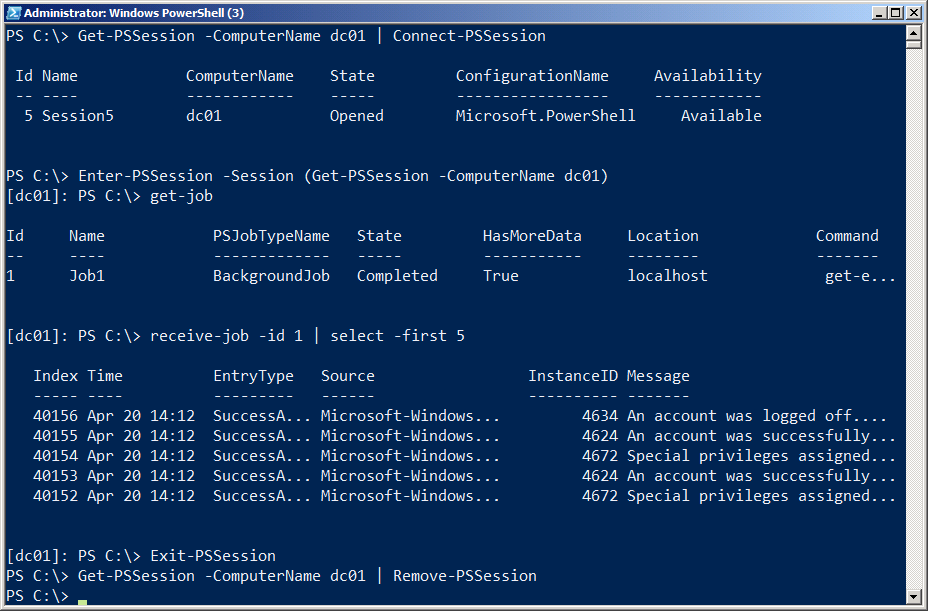 Administrator: Windows PowerShell (3)
PS C:\> Get-PSSession -ComputerName dc01 | Connect-PSSession
Id Name            ComputerName    State         ConfigurationName     Availability
-- ----            ------------    -----         -----------------     ------------
 5 Session5        dc01            Opened        Microsoft.PowerShell     Available
PS C:\> Enter-PSSession -Session (Get-PSSession -ComputerName dc01)
[dc01]: PS C:\> get-job
Id     Name            PSJobTypeName   State         HasMoreData     Location             Command
--     ----            -------------   -----         -----------     --------             -------
1      Job1            BackgroundJob   Completed     True            localhost             get-e...
[dc01]: PS C:\> receive-job -id 1 | select -first 5
   Index Time          EntryType   Source                 InstanceID Message
   ----- ----          ---------   ------                 ---------- -------
   40156 Apr 20 14:12  SuccessA... Microsoft-Windows...         4634 An account was logged off....
   40155 Apr 20 14:12  SuccessA... Microsoft-Windows...         4624 An account was successfully...
   40154 Apr 20 14:12  SuccessA... Microsoft-Windows...         4672 Special privileges assigned...
   40153 Apr 20 14:12  SuccessA... Microsoft-Windows...         4624 An account was successfully...
   40152 Apr 20 14:12  SuccessA... Microsoft-Windows...         4672 Special privileges assigned...
[dc01]: PS C:\> Exit-PSSession
PS C:\> Get-PSSession -ComputerName dc01 | Remove-PSSession
PS C:\>